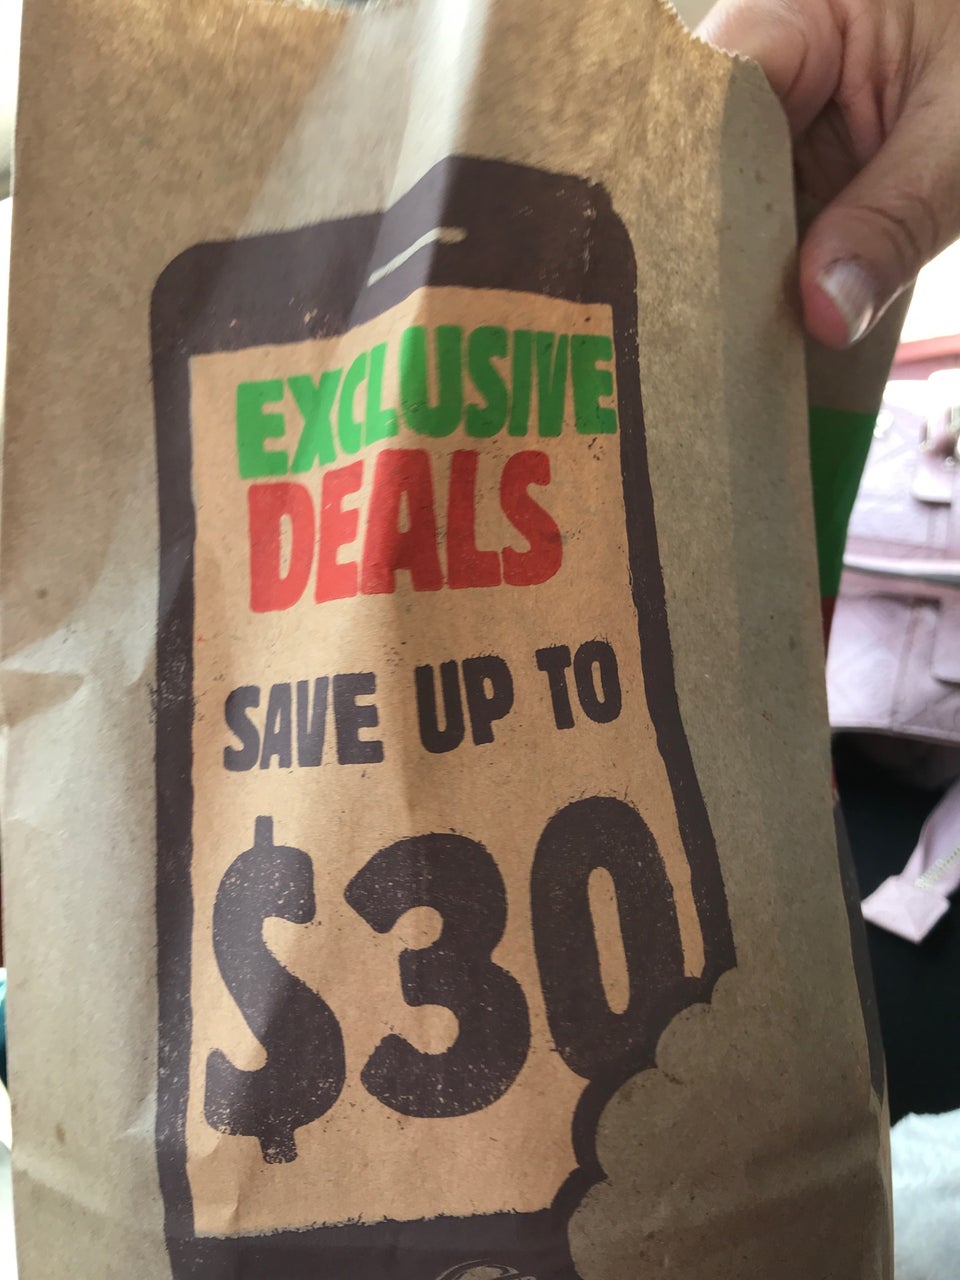 EXCLUSIVE
DEALS
SAVE UP TO
$30